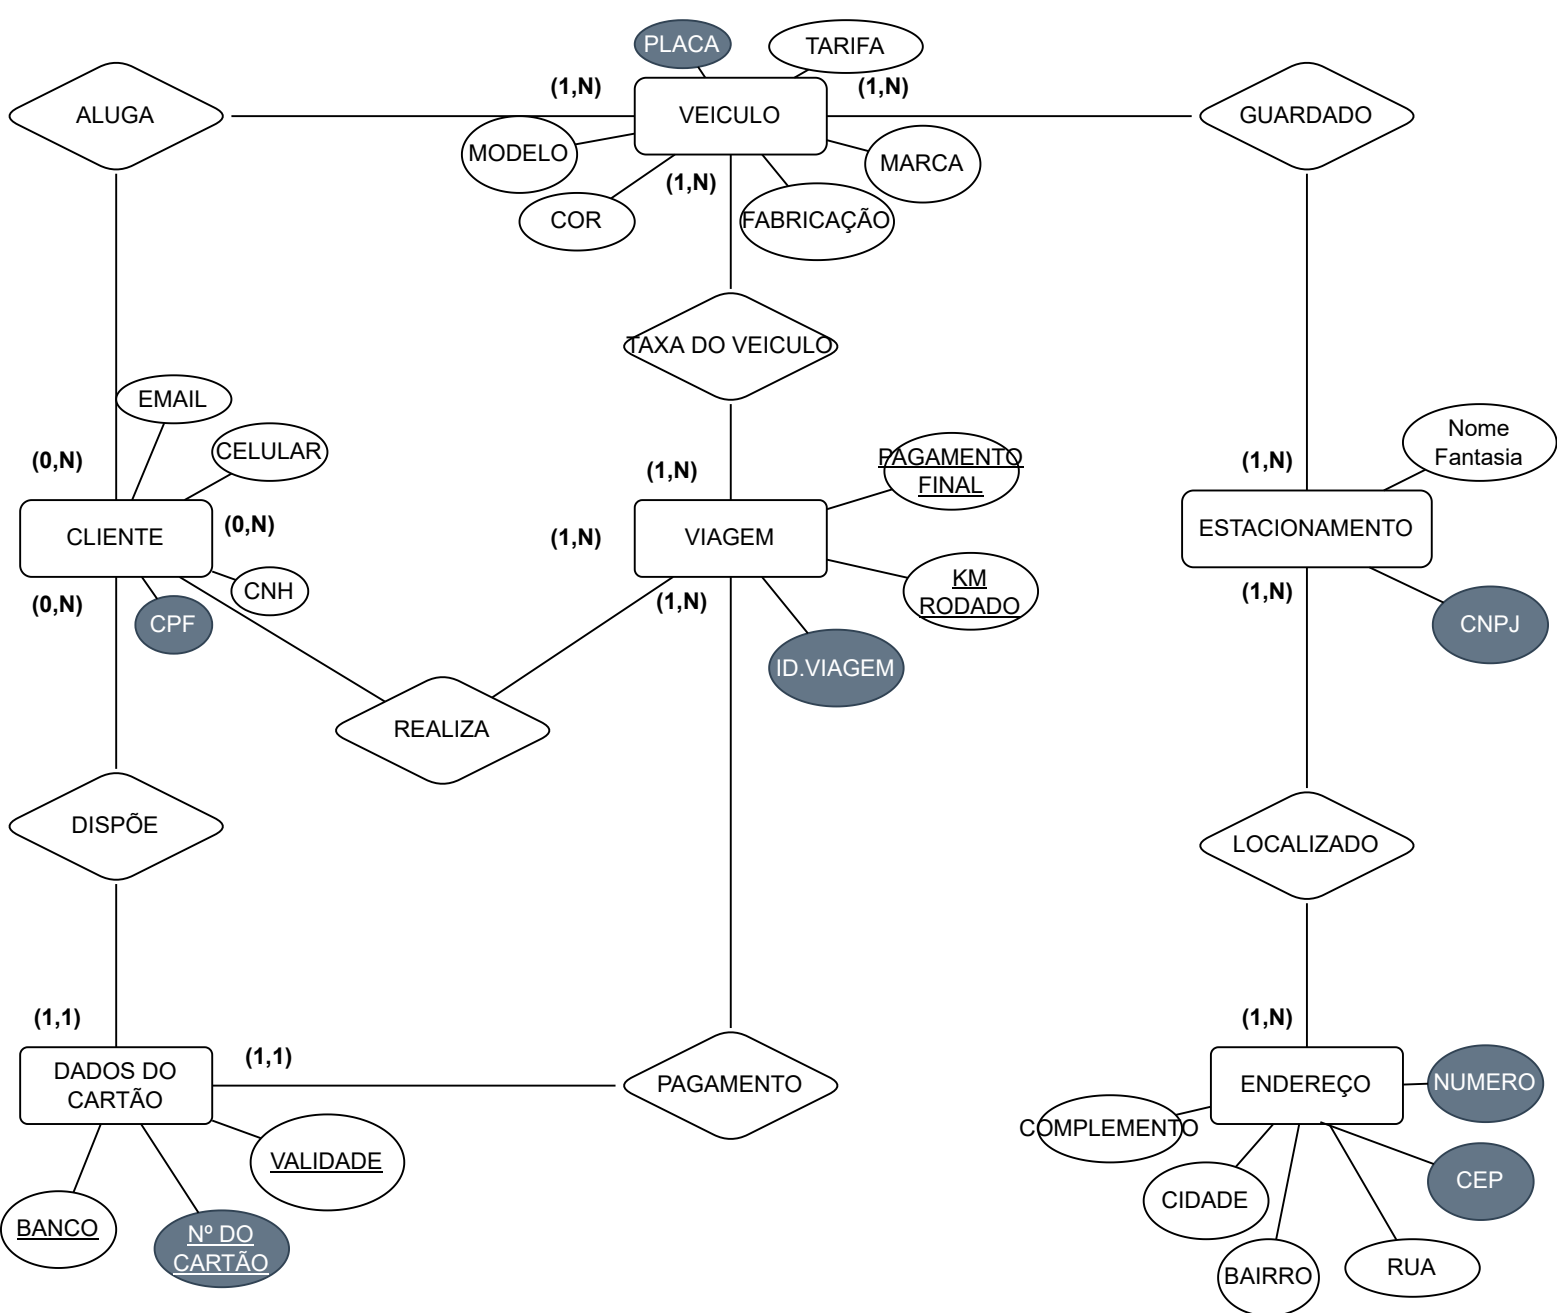 PLACA
TARIFA
(1,N)
(1,N)
ALUGA
VEICULO
GUARDADO
MODELO
MARCA
(1,N)
COR
FABRICAÇÃO
TAXA DO VEICULO
EMAIL
CELULAR
Nome
Fantasia
(0,N)
(1,N)
PAGAMENTO
FINAL
(1,N)
CLIENTE
(0,N)
(1,N)
VIAGEM
ESTACIONAMENTO
(0,N)
CNH
(1,N)
KM
RODADO
(1,N)
CPF
CNPJ
ID.VIAGEM
REALIZA
DISPÕE
LOCALIZADO
(1,1)
(1,N)
(1,1)
DADOS DO
CARTÃO
PAGAMENTO
ENDEREÇO
NUMERO
COMPLEMENTO
VALIDADE
CEP
CIDADE
BANCO
Nº DO
CARTÃO
BAIRRO
RUA